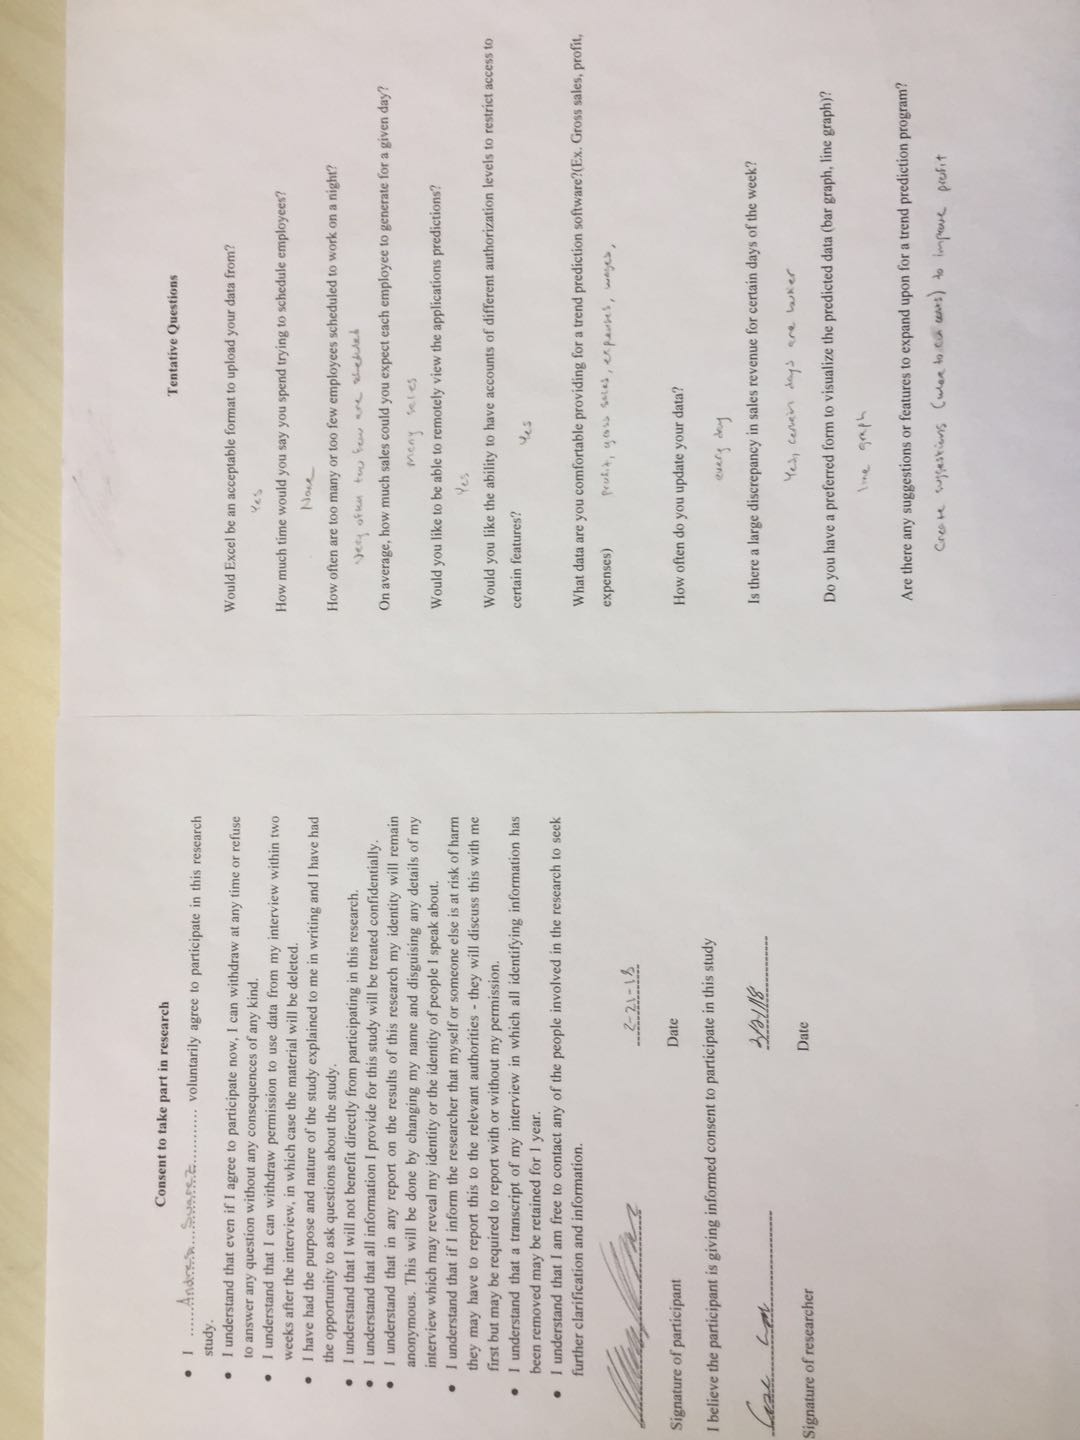 Consent to take part in research
• I ......Andres...Suarez........... voluntarily agree to participate in this research
study.
• I understand that even if I agree to participate now, I can withdraw at any time or refuse
to answer any question without any consequences of any kind.
• I understand that I can withdraw permission to use data from my interview within two
weeks after the interview, in which case the material will be deleted.
• I have had the purpose and nature of the study explained to me in writing and I have had
the opportunity to ask questions about the study.
• I understand that I will not benefit directly from participating in this research.
• I understand that all information I provide for this study will be treated confidentially.
• I understand that in any report on the results of this research my identity will remain
anonymous. This will be done by changing my name and disguising any details of my
interview which may reveal my identity or the identity of people I speak about.
• I understand that if I inform the researcher that myself or someone else is at risk of harm
they may have to report this to the relevant authorities - they will discuss this with me
first but may be required to report with or without my permission.
• I understand that a transcript of my interview in which all identifying information has
been removed may be retained for 1 year.
• I understand that I am free to contact any of the people involved in the research to seek
further clarification and information.
2-21-18
Signature of participant Date
I believe the participant is giving informed consent to participate in this study
2/21/18
Signature of researcher Date
Tentative Questions
Would Excel be an acceptable format to upload your data from?
Yes
How much time would you say you spend trying to schedule employees?
None
How often are too many or too few employees scheduled to work on a night?
Very often too few are scheduled
On average, how much sales could you expect each employee to generate for a given day?
many sales
Would you like to be able to remotely view the applications predictions?
Yes
Would you like the ability to have accounts of different authorization levels to restrict access to
certain features?
Yes
What data are you comfortable providing for a trend prediction software?(Ex. Gross sales, profit,
expenses) profit, gross sales, expenses, wages,
How often do you update your data?
every day
Is there a large discrepancy in sales revenue for certain days of the week?
Yes, certain days are busier
Do you have a preferred form to visualize the predicted data (bar graph, line graph)?
line graph
Are there any suggestions or features to expand upon for a trend prediction program?
Create suggestions (where to cut costs) to improve profit